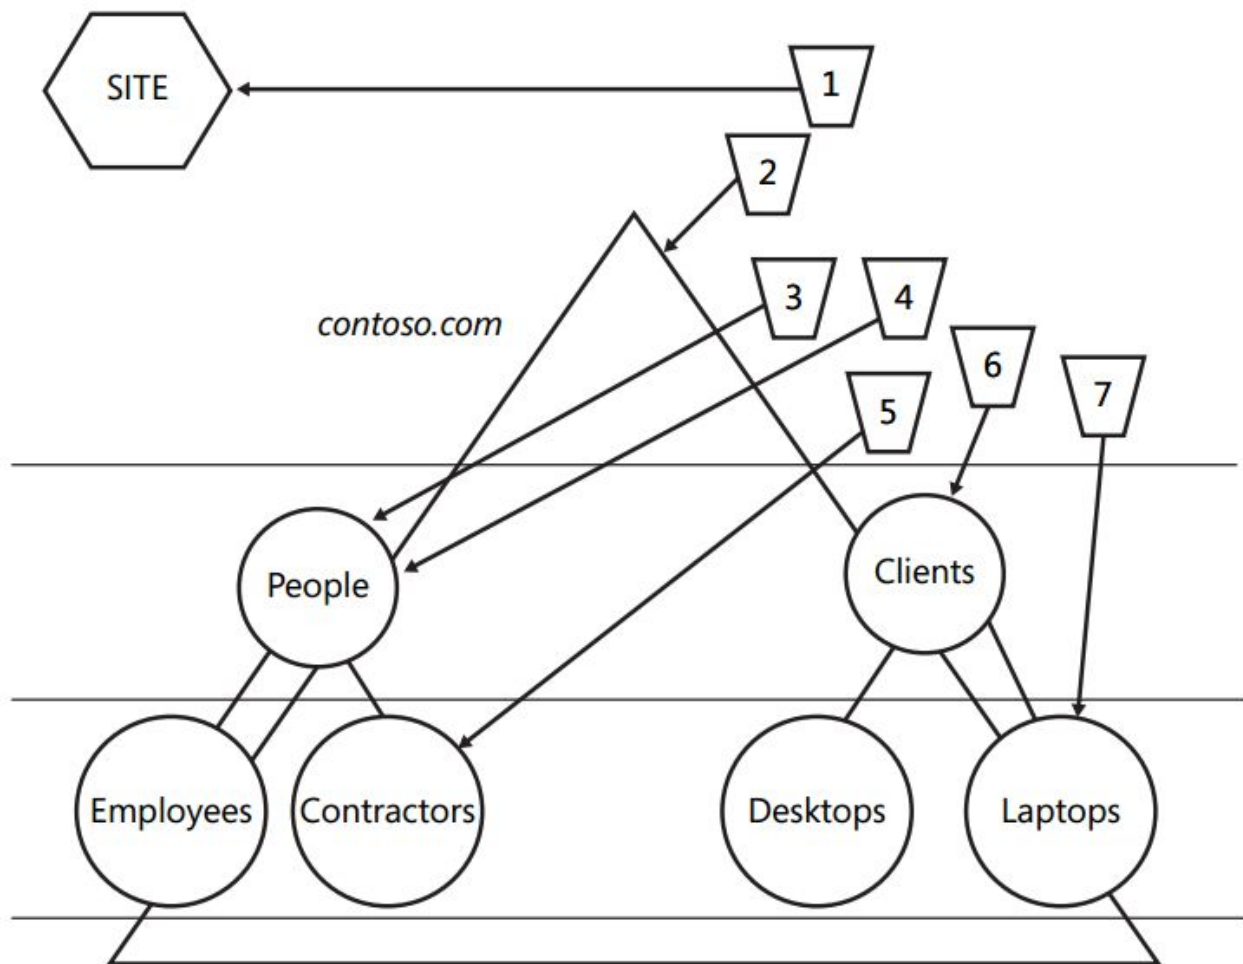 SITE
1
2
3
4
contoso.com
6
7
5
People
Clients
Employees
Contractors
Desktops
Laptops